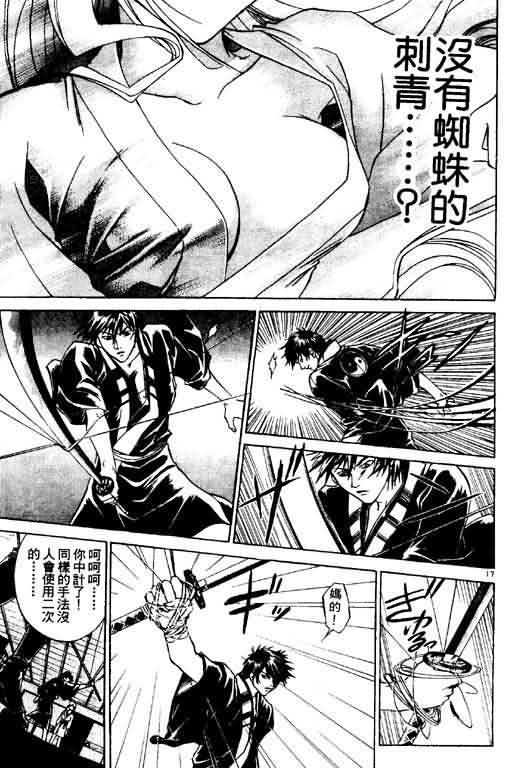 沒有蜘蛛的
刺青……？
17
媽的！
呵呵呵……
你中計了！
同樣的手法沒
人會使用二次
的……